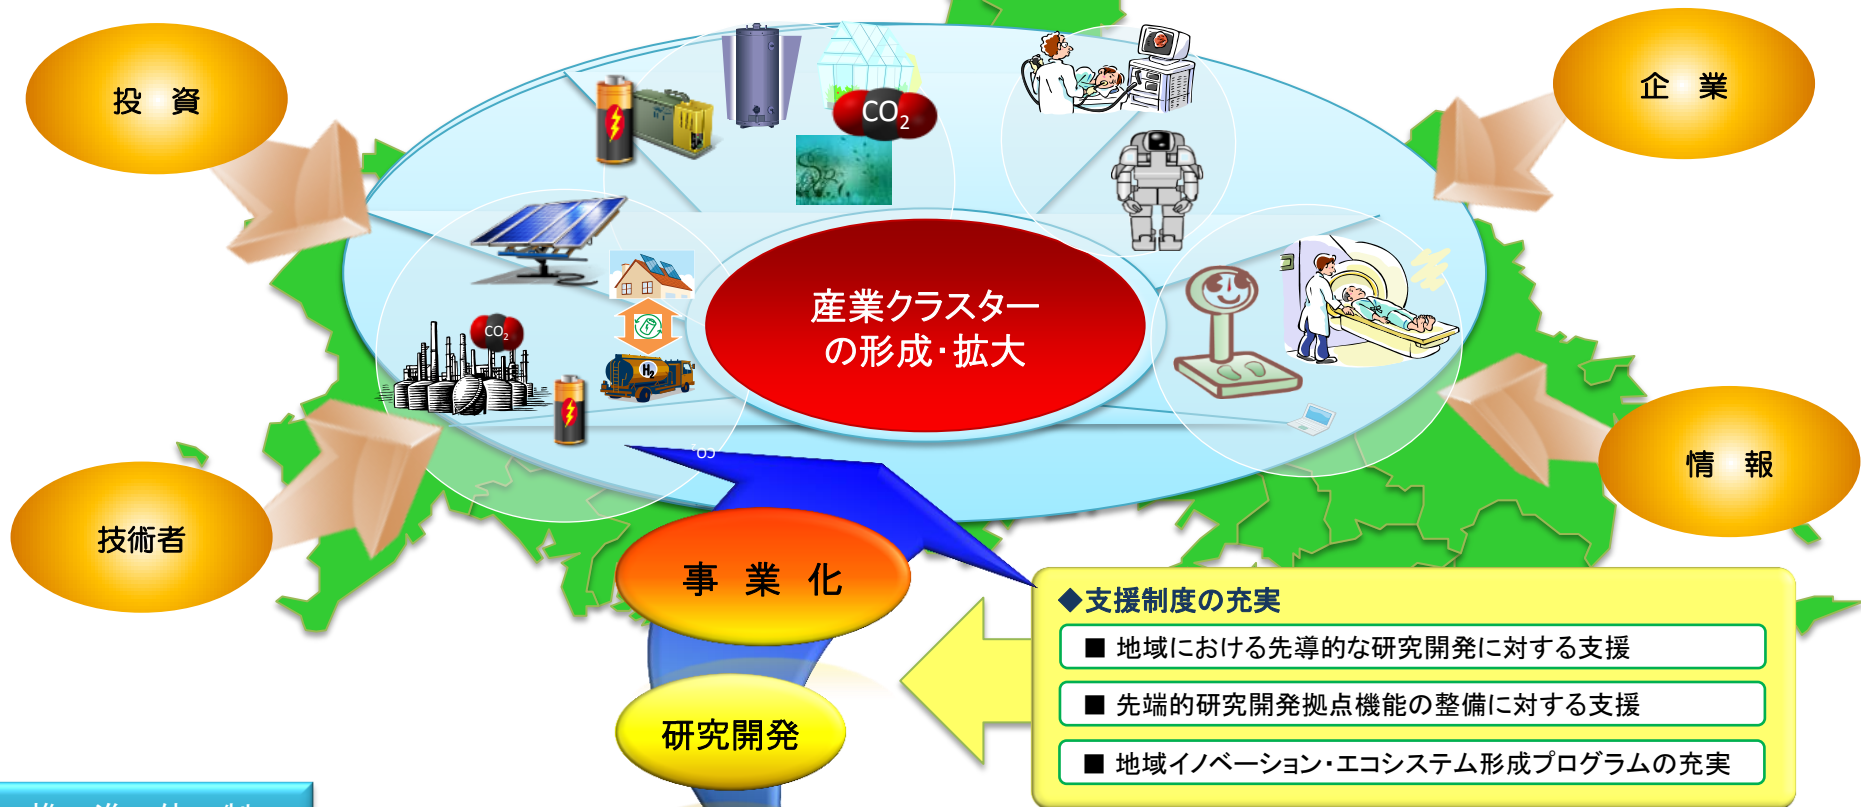 投　資
企　業
CO₂
CO₂
H₂
産業クラスター
の形成・拡大
CO₂
情　報
技術者
事　業　化
◆支援制度の充実
■ 地域における先導的な研究開発に対する支援
■ 先端的研究開発拠点機能の整備に対する支援
■ 地域イノベーション・エコシステム形成プログラムの充実
研究開発